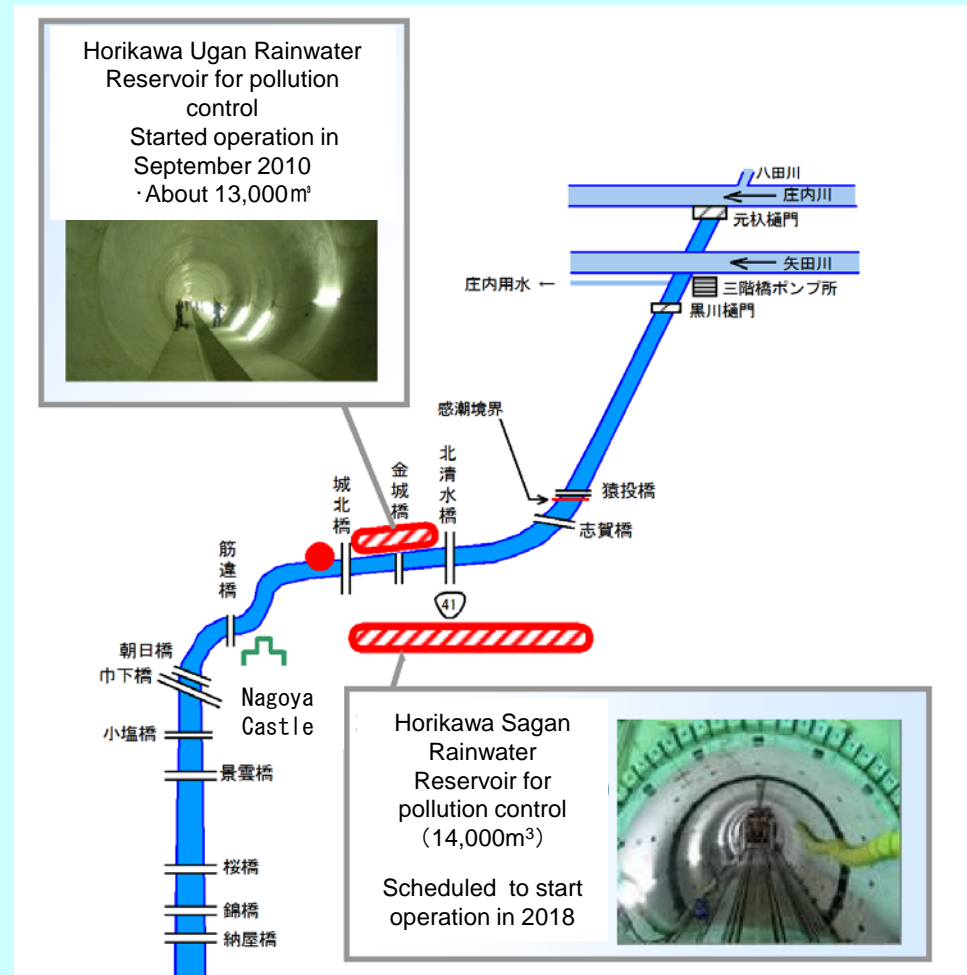 Horikawa Ugan Rainwater
Reservoir for pollution
control
Started operation in
September 2010
・About 13,000㎥
八田川
庄内川
元杁樋門
矢田川
庄内用水 ←
三階橋ポンプ所
黒川樋門
感潮境界
北清水橋
金城橋
城北橋
猿投橋
志賀橋
筋違橋
41
朝日橋
巾下橋
Nagoya
Castle
小塩橋
景雲橋
桜橋
錦橋
納屋橋
Horikawa Sagan
Rainwater
Reservoir for
pollution control
(14,000m³)
Scheduled to start
operation in 2018